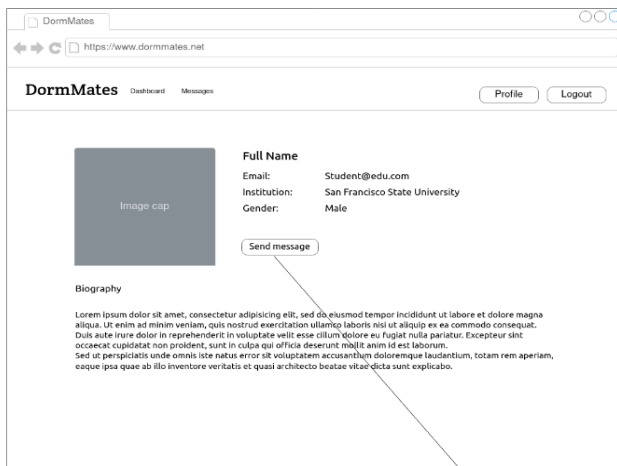 DormMates
https://www.dormmates.net
DormMates Dashboard Messages Profile Logout
Image cap
Full Name
Email: Student@edu.com
Institution: San Francisco State University
Gender: Male
Send message
Biography
Lorem ipsum dolor sit amet, consectetur adipisicing elit, sed do eiusmod tempor incididunt ut labore et dolore magna
aliqua. Ut enim ad minim veniam, quis nostrud exercitation ullamco laboris nisi ut aliquip ex ea commodo consequat.
Duis aute irure dolor in reprehenderit in voluptate velit esse cillum dolore eu fugiat nulla pariatur. Excepteur sint
occaecat cupidatat non proident, sunt in culpa qui officia deserunt mollit anim id est laborum.
Sed ut perspiciatis unde omnis iste natus error sit voluptatem accusantium doloremque laudantium, totam rem aperiam,
eaque ipsa quae ab illo inventore veritatis et quasi architecto beatae vitae dicta sunt explicabo.